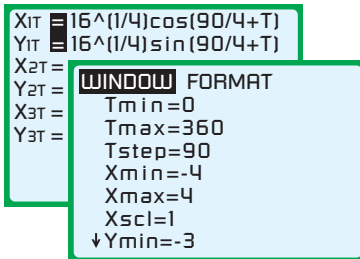 X1T =16^(1/4)cos(90/4+T)
Y1T =16^(1/4)sin(90/4+T)
X2T=
Y2T =
X3T=
Y3T =
WINDOW FORMAT
Tmin=0
Tmax=360
Tstep=90
Xmin=-4
Xmax=4
Xscl=1
↓Ymin=-3